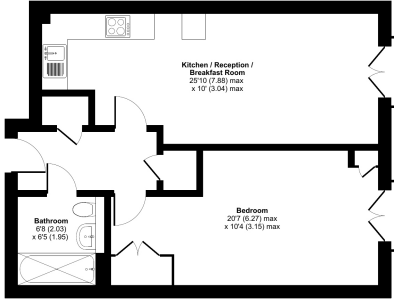 Kitchen / Reception /
Breakfast Room
25'10 (7.88) max
x 10' (3.04) max
Bedroom
20'7 (6.27) max
x 10'4 (3.15) max
Bathroom
6'8 (2.03)
x 6'5 (1.95)